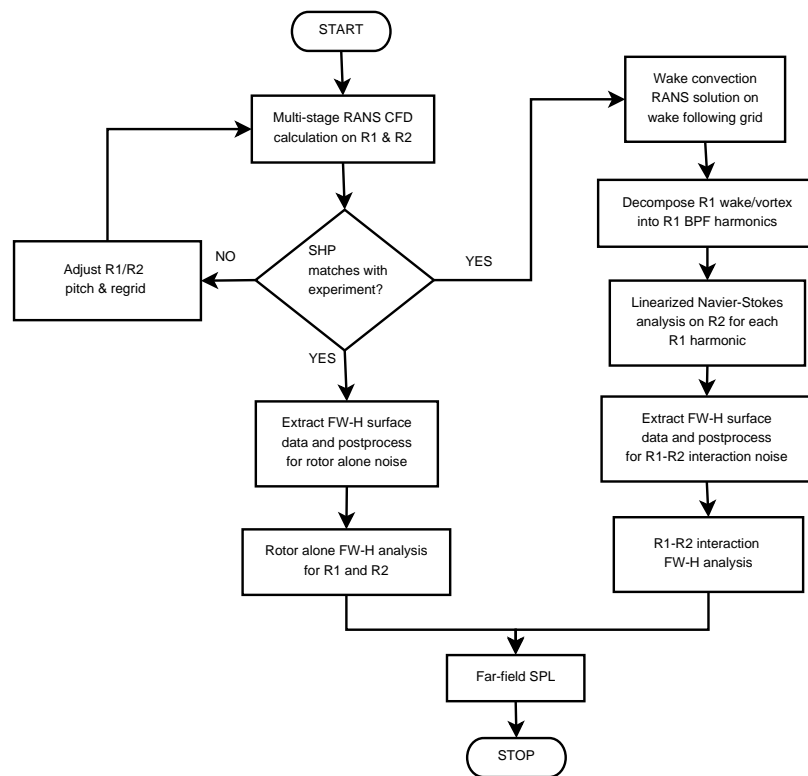 START
Multi-stage RANS CFD
calculation on R1 & R2
SHP
matches with
experiment?
NO
Adjust R1/R2
pitch & regrid
YES
YES
Extract FW-H surface
data and postprocess
for rotor alone noise
Rotor alone FW-H analysis
for R1 and R2
Wake convection
RANS solution on
wake following grid
Decompose R1 wake/vortex
into R1 BPF harmonics
Linearized Navier-Stokes
analysis on R2 for each
R1 harmonic
Extract FW-H surface
data and postprocess
for R1-R2 interaction noise
R1-R2 interaction
FW-H analysis
Far-field SPL
STOP